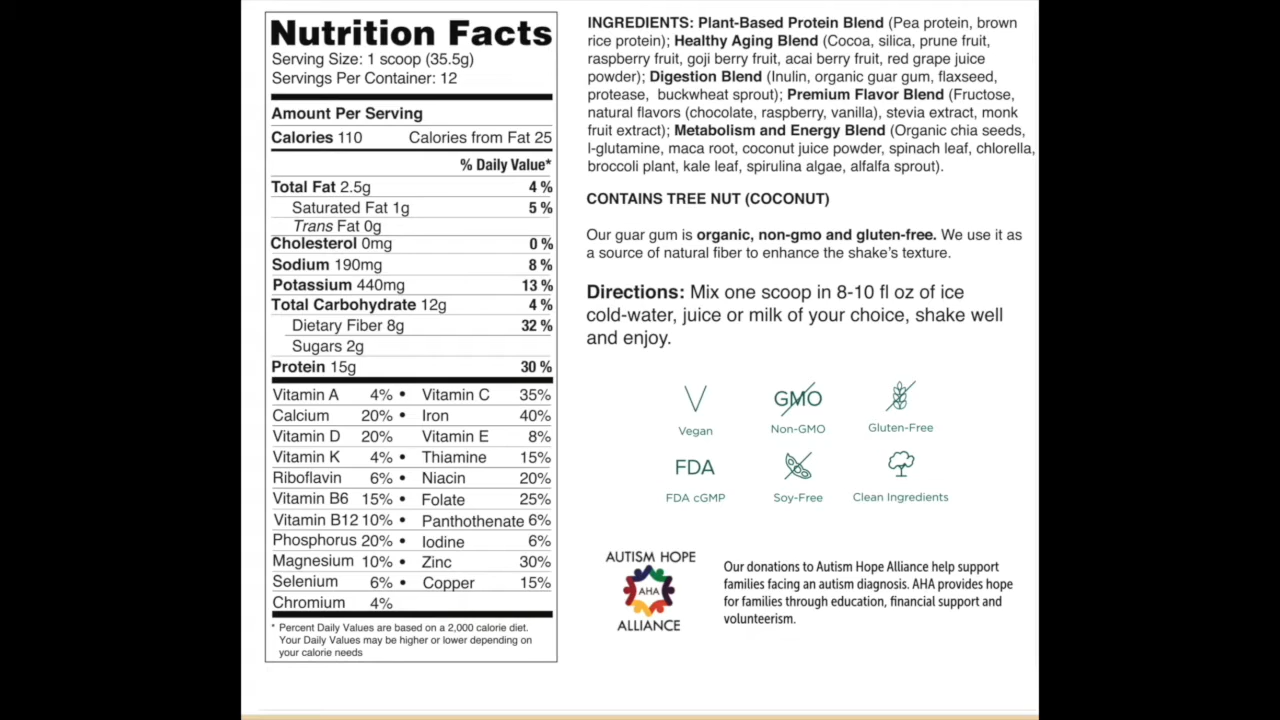 Nutrition Facts
Serving Size: 1 scoop (35.5g)
Servings Per Container: 12
Amount Per Serving
Calories 110 Calories from Fat 25
% Daily Value*
Total Fat 2.5g 4 %
Saturated Fat 1g 5 %
Trans Fat 0g
Cholesterol 0mg 0 %
Sodium 190mg 8 %
Potassium 440mg 13 %
Total Carbohydrate 12g 4 %
Dietary Fiber 8g 32 %
Sugars 2g
Protein 15g 30 %
Vitamin A 4% • Vitamin C 35%
Calcium 20% • Iron 40%
Vitamin D 20% Vitamin E 8%
Vitamin K 4% • Thiamine 15%
Riboflavin 6% • Niacin 20%
Vitamin B6 15% • Folate 25%
Vitamin B12 10% • Panthothenate 6%
Phosphorus 20% • Iodine 6%
Magnesium 10% • Zinc 30%
Selenium 6% • Copper 15%
Chromium 4%
* Percent Daily Values are based on a 2,000 calorie diet.
Your Daily Values may be higher or lower depending on
your calorie needs
INGREDIENTS: Plant-Based Protein Blend (Pea protein, brown
rice protein); Healthy Aging Blend (Cocoa, silica, prune fruit,
raspberry fruit, goji berry fruit, acai berry fruit, red grape juice
powder); Digestion Blend (Inulin, organic guar gum, flaxseed,
protease, buckwheat sprout); Premium Flavor Blend (Fructose,
natural flavors (chocolate, raspberry, vanilla), stevia extract, monk
fruit extract); Metabolism and Energy Blend (Organic chia seeds,
l-glutamine, maca root, coconut juice powder, spinach leaf, chlorella,
broccoli plant, kale leaf, spirulina algae, alfalfa sprout).
CONTAINS TREE NUT (COCONUT)
Our guar gum is organic, non-gmo and gluten-free. We use it as
a source of natural fiber to enhance the shake's texture.
Directions: Mix one scoop in 8-10 fl oz of ice
cold-water, juice or milk of your choice, shake well
and enjoy.
V GMO
Vegan Non-GMO Gluten-Free
FDA
FDA cGMP Soy-Free Clean Ingredients
AUTISM HOPE
AHA
ALLIANCE
Our donations to Autism Hope Alliance help support
families facing an autism diagnosis. AHA provides hope
for families through education, financial support and
volunteerism.